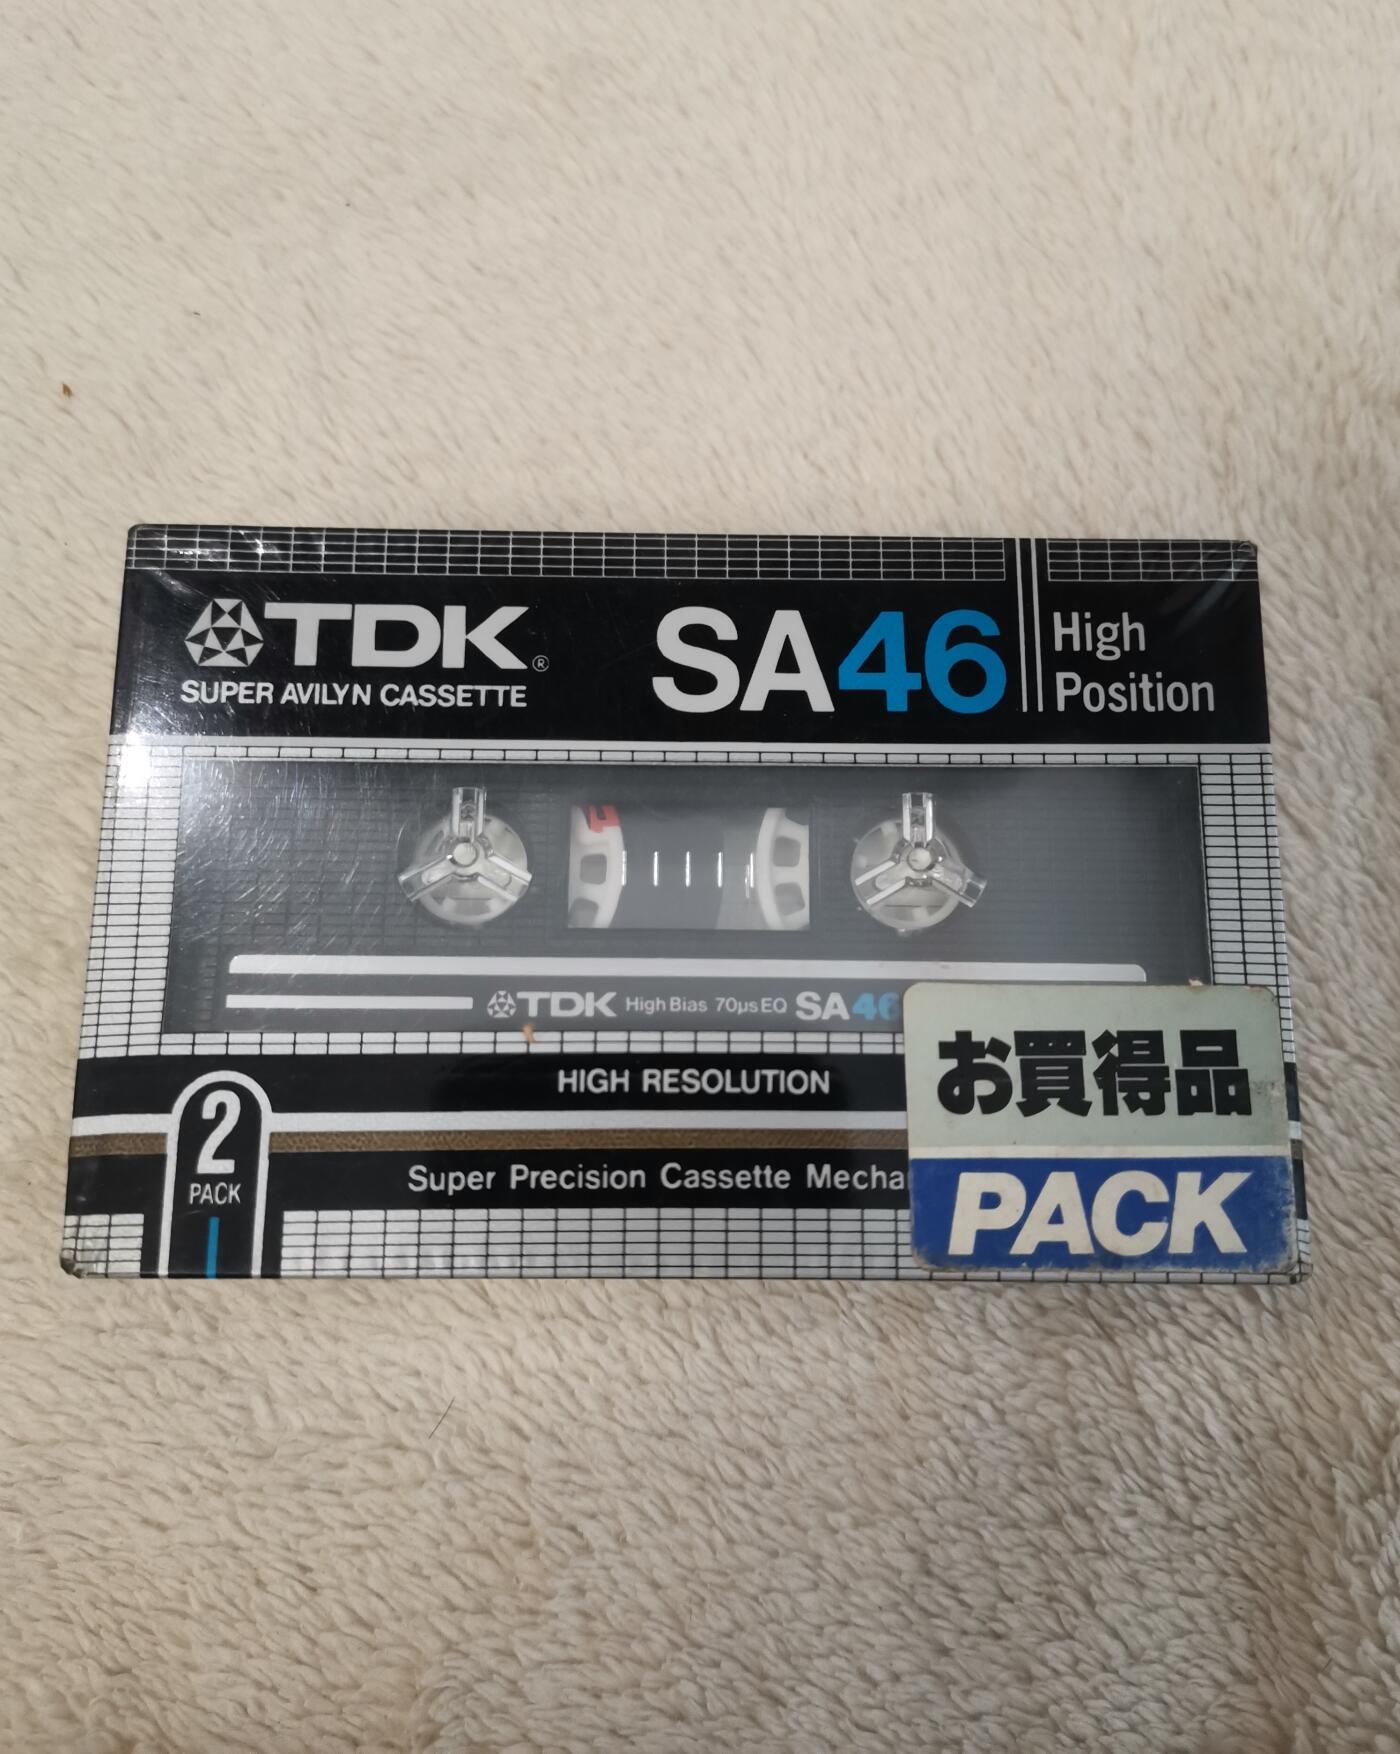 TDK®
SUPER AVILYN CASSETTE
SA46
High
Position
TDK High Bias 70μs EQ SA46
HIGH RESOLUTION
2
PACK
Super Precision Cassette Mecha
お買得品
PACK